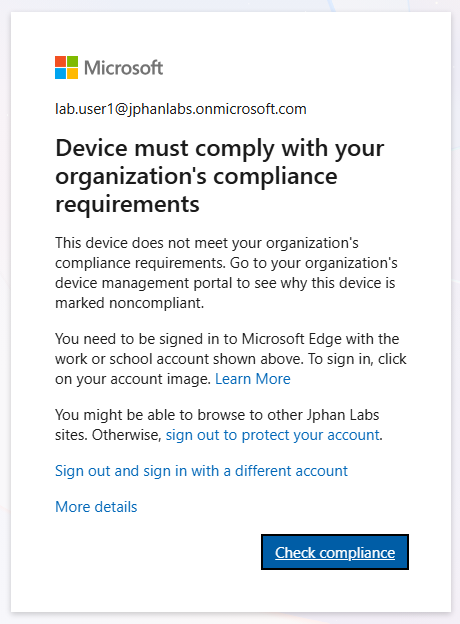 Microsoft
lab.user1@jphanlabs.onmicrosoft.com
Device must comply with your
organization's compliance
requirements
This device does not meet your organization's
compliance requirements. Go to your organization's
device management portal to see why this device is
marked noncompliant.
You need to be signed in to Microsoft Edge with the
work or school account shown above. To sign in, click
on your account image. Learn More
You might be able to browse to other Jphan Labs
sites. Otherwise, sign out to protect your account.
Sign out and sign in with a different account
More details
Check compliance